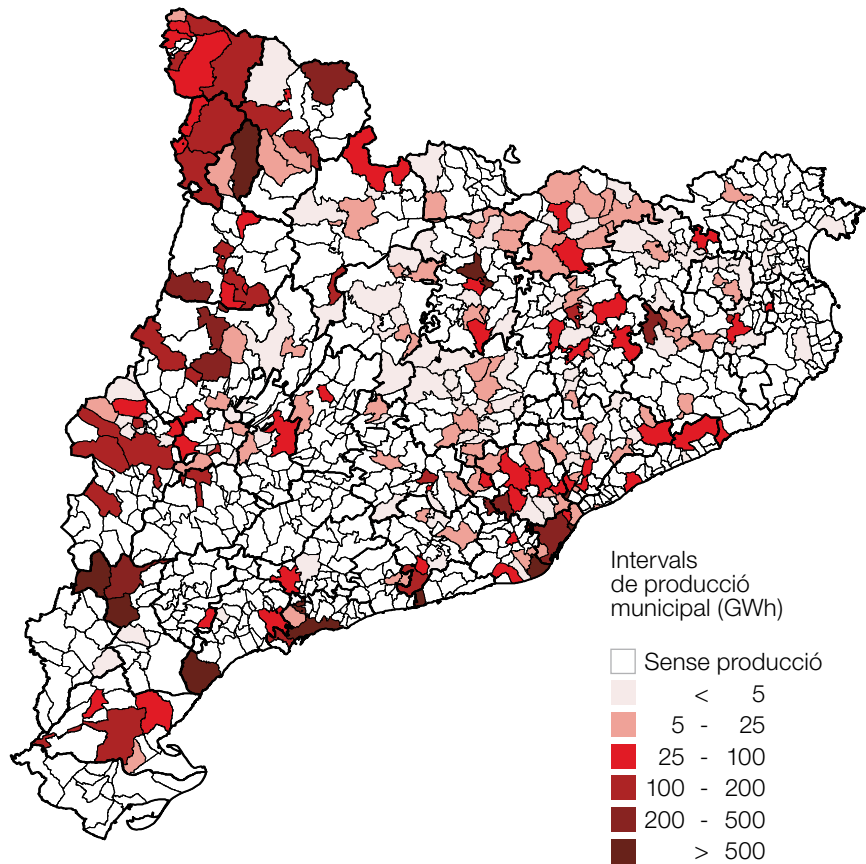 Intervals
de producció
municipal (GWh)
Sense producció
< 5
5 - 25
25 - 100
100 - 200
200 - 500
> 500